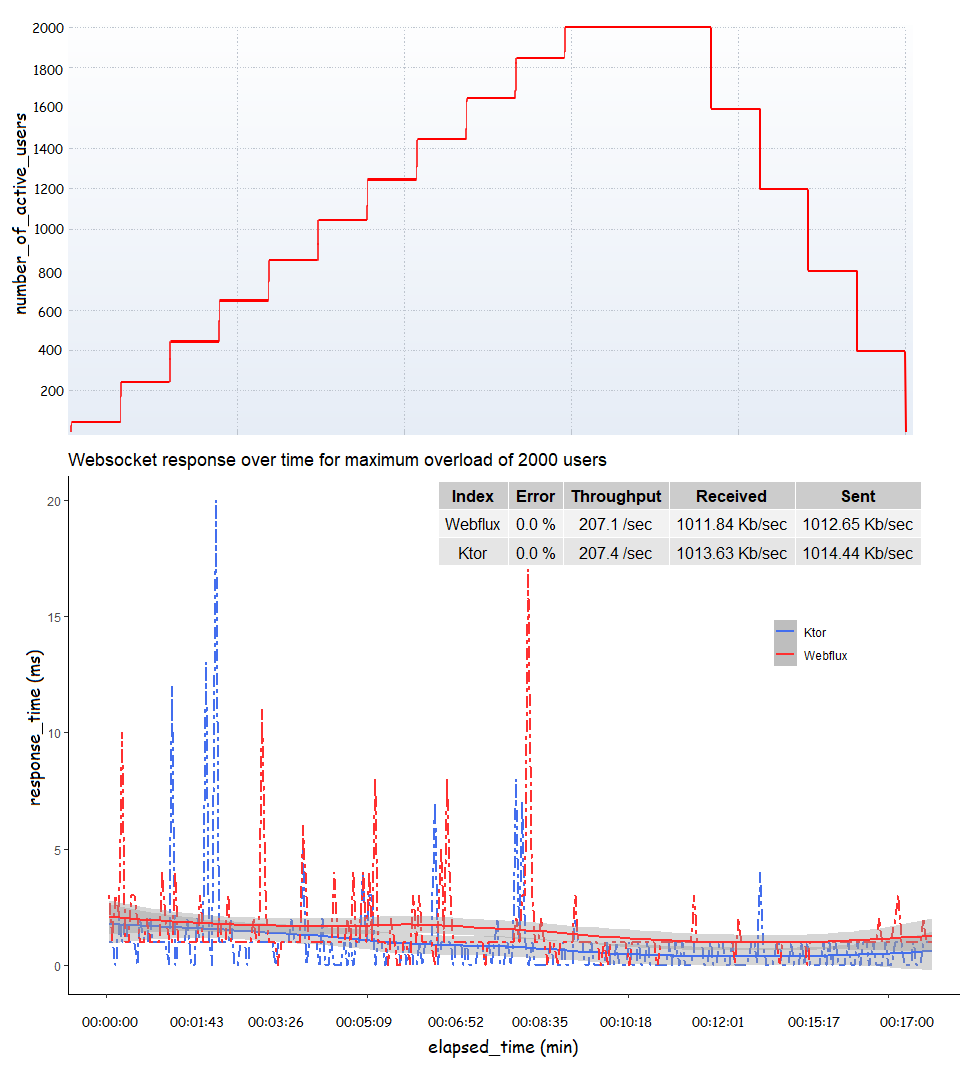 number_of_active_users
2000
1800
1600
1400
1200
1000
800
600
400
200
Websocket response over time for maximum overload of 2000 users
Index Error Throughput Received Sent
Webflux 0.0 % 207.1 /sec 1011.84 Kb/sec 1012.65 Kb/sec
Ktor 0.0 % 207.4 /sec 1013.63 Kb/sec 1014.44 Kb/sec
Ktor
Webflux
response_time (ms)
20
15
10
5
0
00:00:00 00:01:43 00:03:26 00:05:09 00:06:52 00:08:35 00:10:18 00:12:01 00:15:17 00:17:00
elapsed_time (min)